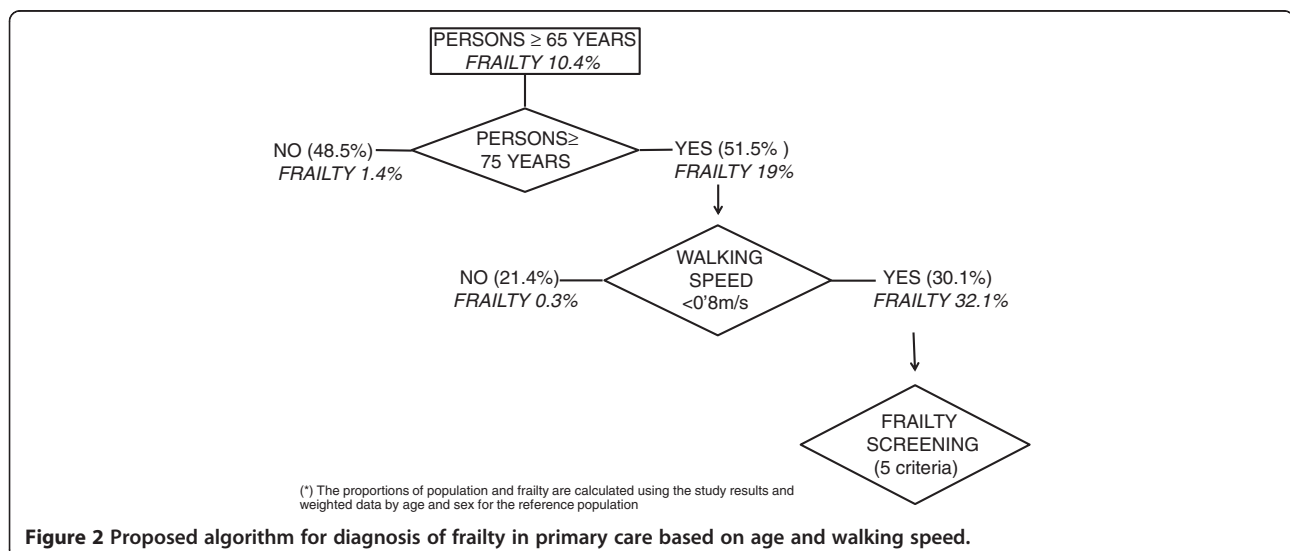 PERSONS ≥ 65 YEARS
FRAILTY 10.4%
PERSONS≥
75 YEARS
NO (48.5%)
FRAILTY 1.4%
YES (51.5% )
FRAILTY 19%
WALKING
SPEED
<0'8m/s
NO (21.4%)
FRAILTY 0.3%
YES (30.1%)
FRAILTY 32.1%
FRAILTY
SCREENING
(5 criteria)
(*) The proportions of population and frailty are calculated using the study results and
weighted data by age and sex for the reference population
Figure 2 Proposed algorithm for diagnosis of frailty in primary care based on age and walking speed.